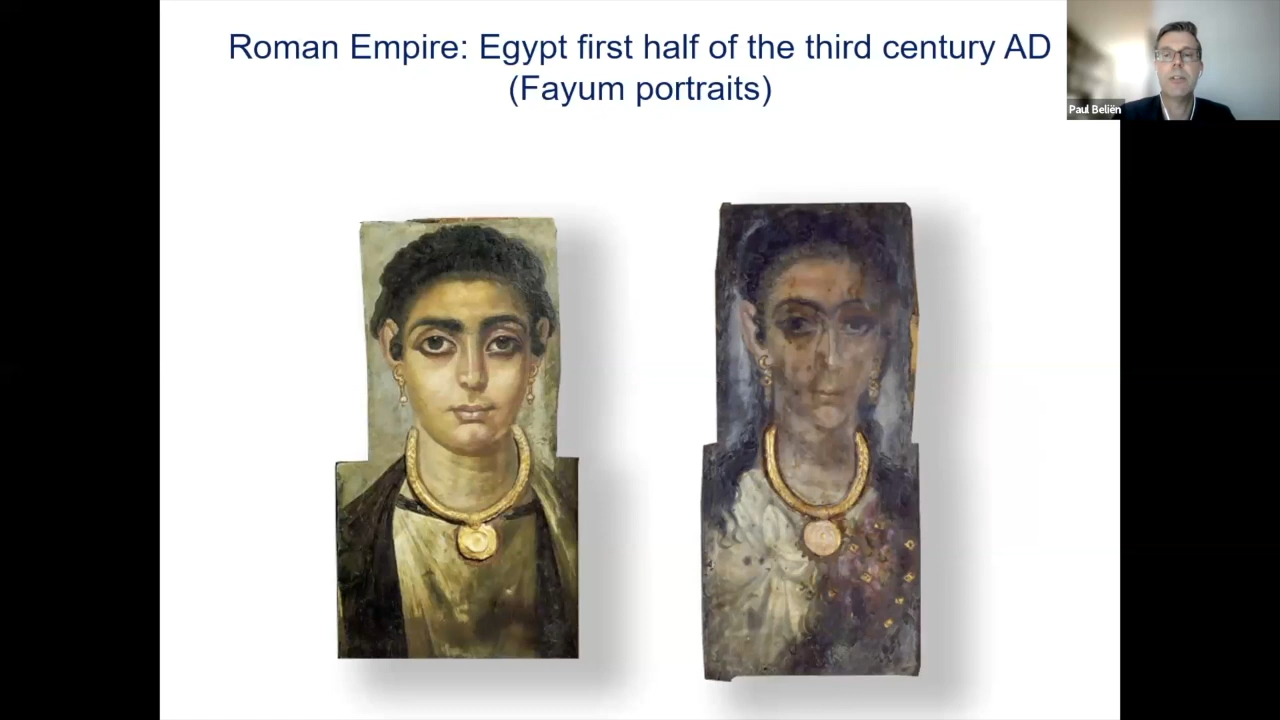 Roman Empire: Egypt first half of the third century AD
(Fayum portraits)
Paul Beliën